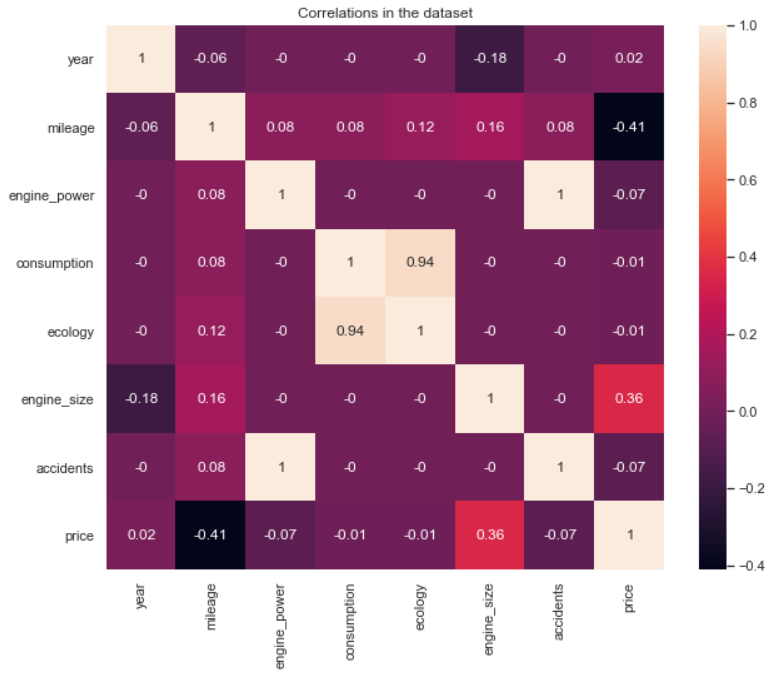 Correlations in the dataset
year 1 -0.06 -0 -0 -0 -0.18 -0 0.02
mileage -0.06 1 0.08 0.08 0.12 0.16 0.08 -0.41
engine_power -0 0.08 1 -0 -0 -0 1 -0.07
consumption -0 0.08 -0 1 0.94 -0 -0 -0.01
ecology -0 0.12 -0 0.94 1 -0 -0 -0.01
engine_size -0.18 0.16 -0 -0 -0 1 -0 0.36
accidents -0 0.08 1 -0 -0 -0 1 -0.07
price 0.02 -0.41 -0.07 -0.01 -0.01 0.36 -0.07 1
year mileage engine_power consumption ecology engine_size accidents price
1.0
0.8
0.6
0.4
0.2
0.0
−0.2
−0.4